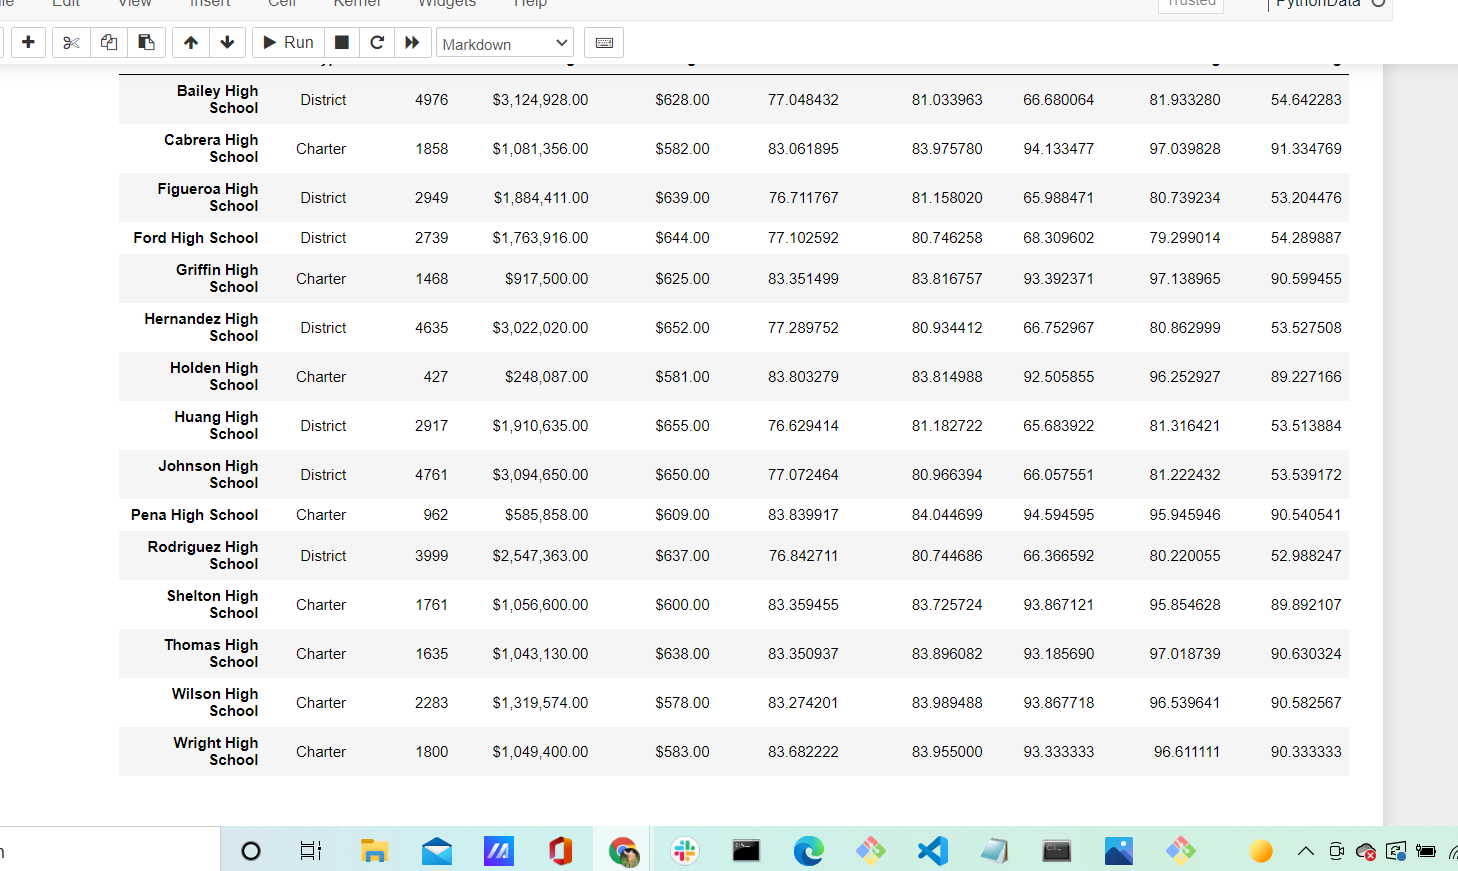 Edit View Insert Cell Kernel Widgets Help Trusted PythonData
Run Markdown
Bailey High School District 4976 $3,124,928.00 $628.00 77.048432 81.033963 66.680064 81.933280 54.642283
Cabrera High School Charter 1858 $1,081,356.00 $582.00 83.061895 83.975780 94.133477 97.039828 91.334769
Figueroa High School District 2949 $1,884,411.00 $639.00 76.711767 81.158020 65.988471 80.739234 53.204476
Ford High School District 2739 $1,763,916.00 $644.00 77.102592 80.746258 68.309602 79.299014 54.289887
Griffin High School Charter 1468 $917,500.00 $625.00 83.351499 83.816757 93.392371 97.138965 90.599455
Hernandez High School District 4635 $3,022,020.00 $652.00 77.289752 80.934412 66.752967 80.862999 53.527508
Holden High School Charter 427 $248,087.00 $581.00 83.803279 83.814988 92.505855 96.252927 89.227166
Huang High School District 2917 $1,910,635.00 $655.00 76.629414 81.182722 65.683922 81.316421 53.513884
Johnson High School District 4761 $3,094,650.00 $650.00 77.072464 80.966394 66.057551 81.222432 53.539172
Pena High School Charter 962 $585,858.00 $609.00 83.839917 84.044699 94.594595 95.945946 90.540541
Rodriguez High School District 3999 $2,547,363.00 $637.00 76.842711 80.744686 66.366592 80.220055 52.988247
Shelton High School Charter 1761 $1,056,600.00 $600.00 83.359455 83.725724 93.867121 95.854628 89.892107
Thomas High School Charter 1635 $1,043,130.00 $638.00 83.350937 83.896082 93.185690 97.018739 90.630324
Wilson High School Charter 2283 $1,319,574.00 $578.00 83.274201 83.989488 93.867718 96.539641 90.582567
Wright High School Charter 1800 $1,049,400.00 $583.00 83.682222 83.955000 93.333333 96.611111 90.333333